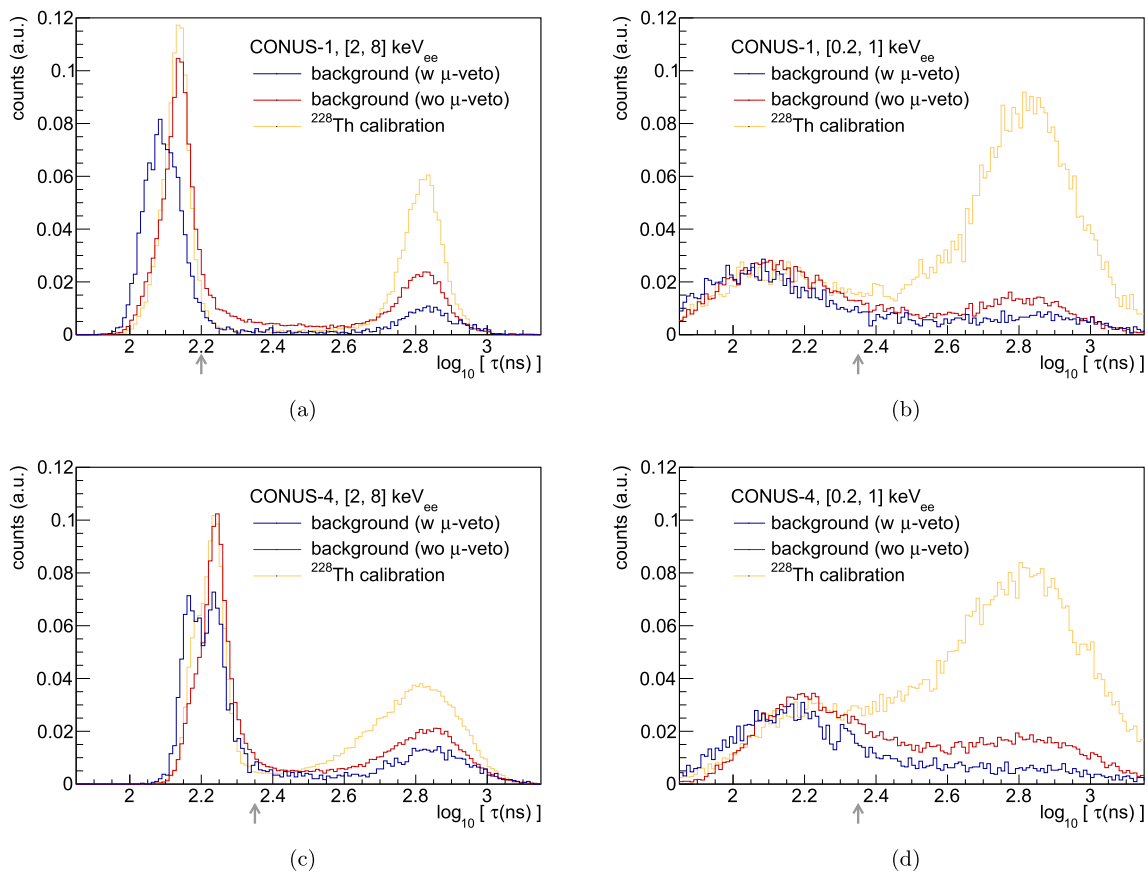 counts (a.u.)
0.12
0.1
0.08
0.06
0.04
0.02
0
CONUS-1, [2, 8] keVee
background (w μ-veto)
background (wo μ-veto)
228Th calibration
2 2.2 2.4 2.6 2.8 3
log10 [ τ(ns) ]
(a)
counts (a.u.)
0.12
0.1
0.08
0.06
0.04
0.02
0
CONUS-1, [0.2, 1] keVee
background (w μ-veto)
background (wo μ-veto)
228Th calibration
2 2.2 2.4 2.6 2.8 3
log10 [ τ(ns) ]
(b)
counts (a.u.)
0.12
0.1
0.08
0.06
0.04
0.02
0
CONUS-4, [2, 8] keVee
background (w μ-veto)
background (wo μ-veto)
228Th calibration
2 2.2 2.4 2.6 2.8 3
log10 [ τ(ns) ]
(c)
counts (a.u.)
0.12
0.1
0.08
0.06
0.04
0.02
0
CONUS-4, [0.2, 1] keVee
background (w μ-veto)
background (wo μ-veto)
228Th calibration
2 2.2 2.4 2.6 2.8 3
log10 [ τ(ns) ]
(d)